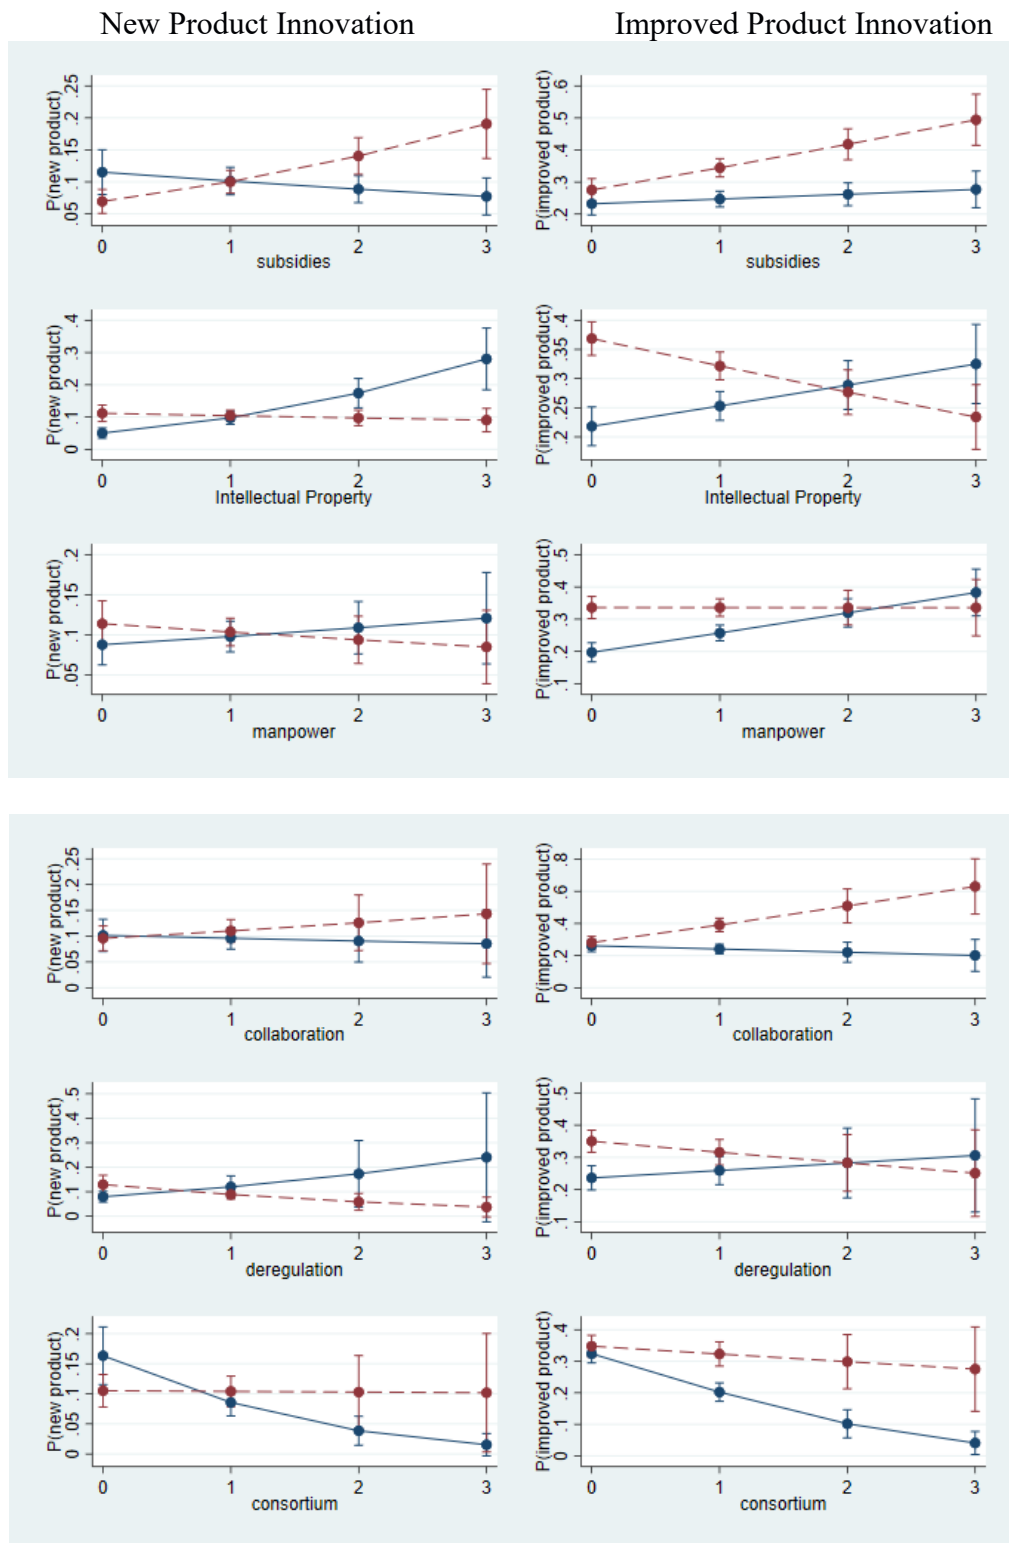 New Product Innovation
Improved Product Innovation
P(new product)
.05 .1 .15 .2 .25
0 1 2 3
subsidies
P(improved product)
.2 .3 .4 .5 .6
0 1 2 3
subsidies
P(new product)
0 .1 .2 .3 .4
0 1 2 3
Intellectual Property
P(improved product)
.2 .25 .3 .35 .4
0 1 2 3
Intellectual Property
P(new product)
.05 .1 .15 .2
0 1 2 3
manpower
P(improved product)
.1 .2 .3 .4 .5
0 1 2 3
manpower
P(new product)
0 .05 .1 .15 .2 .25
0 1 2 3
collaboration
P(improved product)
0 .2 .4 .6 .8
0 1 2 3
collaboration
P(new product)
0 .1 .2 .3 .4 .5
0 1 2 3
deregulation
P(improved product)
.1 .2 .3 .4 .5
0 1 2 3
deregulation
P(new product)
0 .05 .1 .15 .2
0 1 2 3
consortium
P(improved product)
0 .1 .2 .3 .4
0 1 2 3
consortium